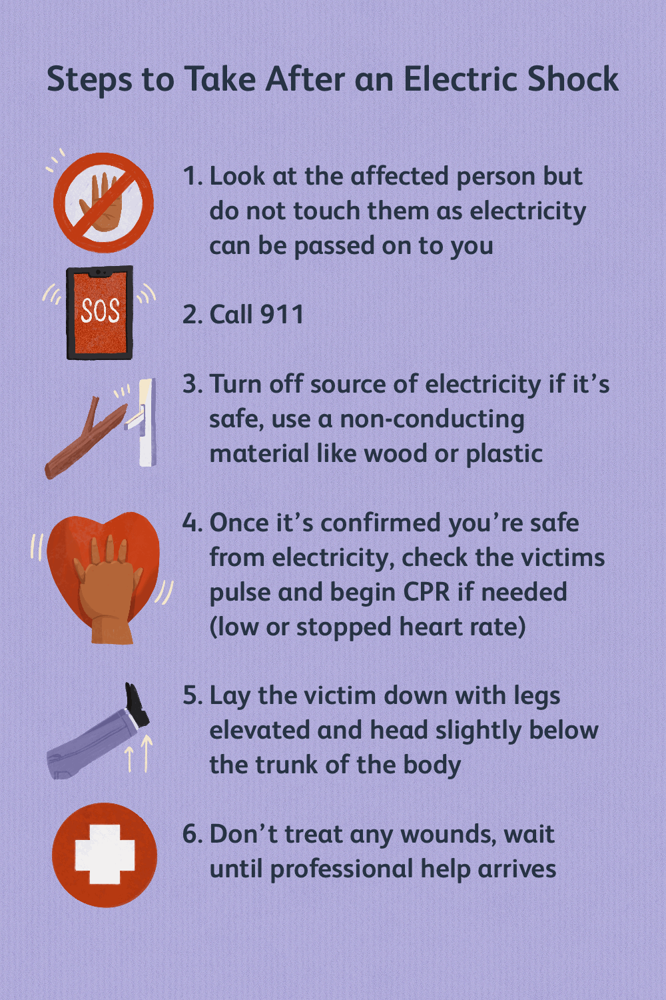 Steps to Take After an Electric Shock
1. Look at the affected person but
do not touch them as electricity
can be passed on to you
SOS
2. Call 911
3. Turn off source of electricity if it’s
safe, use a non-conducting
material like wood or plastic
4. Once it’s confirmed you’re safe
from electricity, check the victims
pulse and begin CPR if needed
(low or stopped heart rate)
5. Lay the victim down with legs
elevated and head slightly below
the trunk of the body
6. Don’t treat any wounds, wait
until professional help arrives